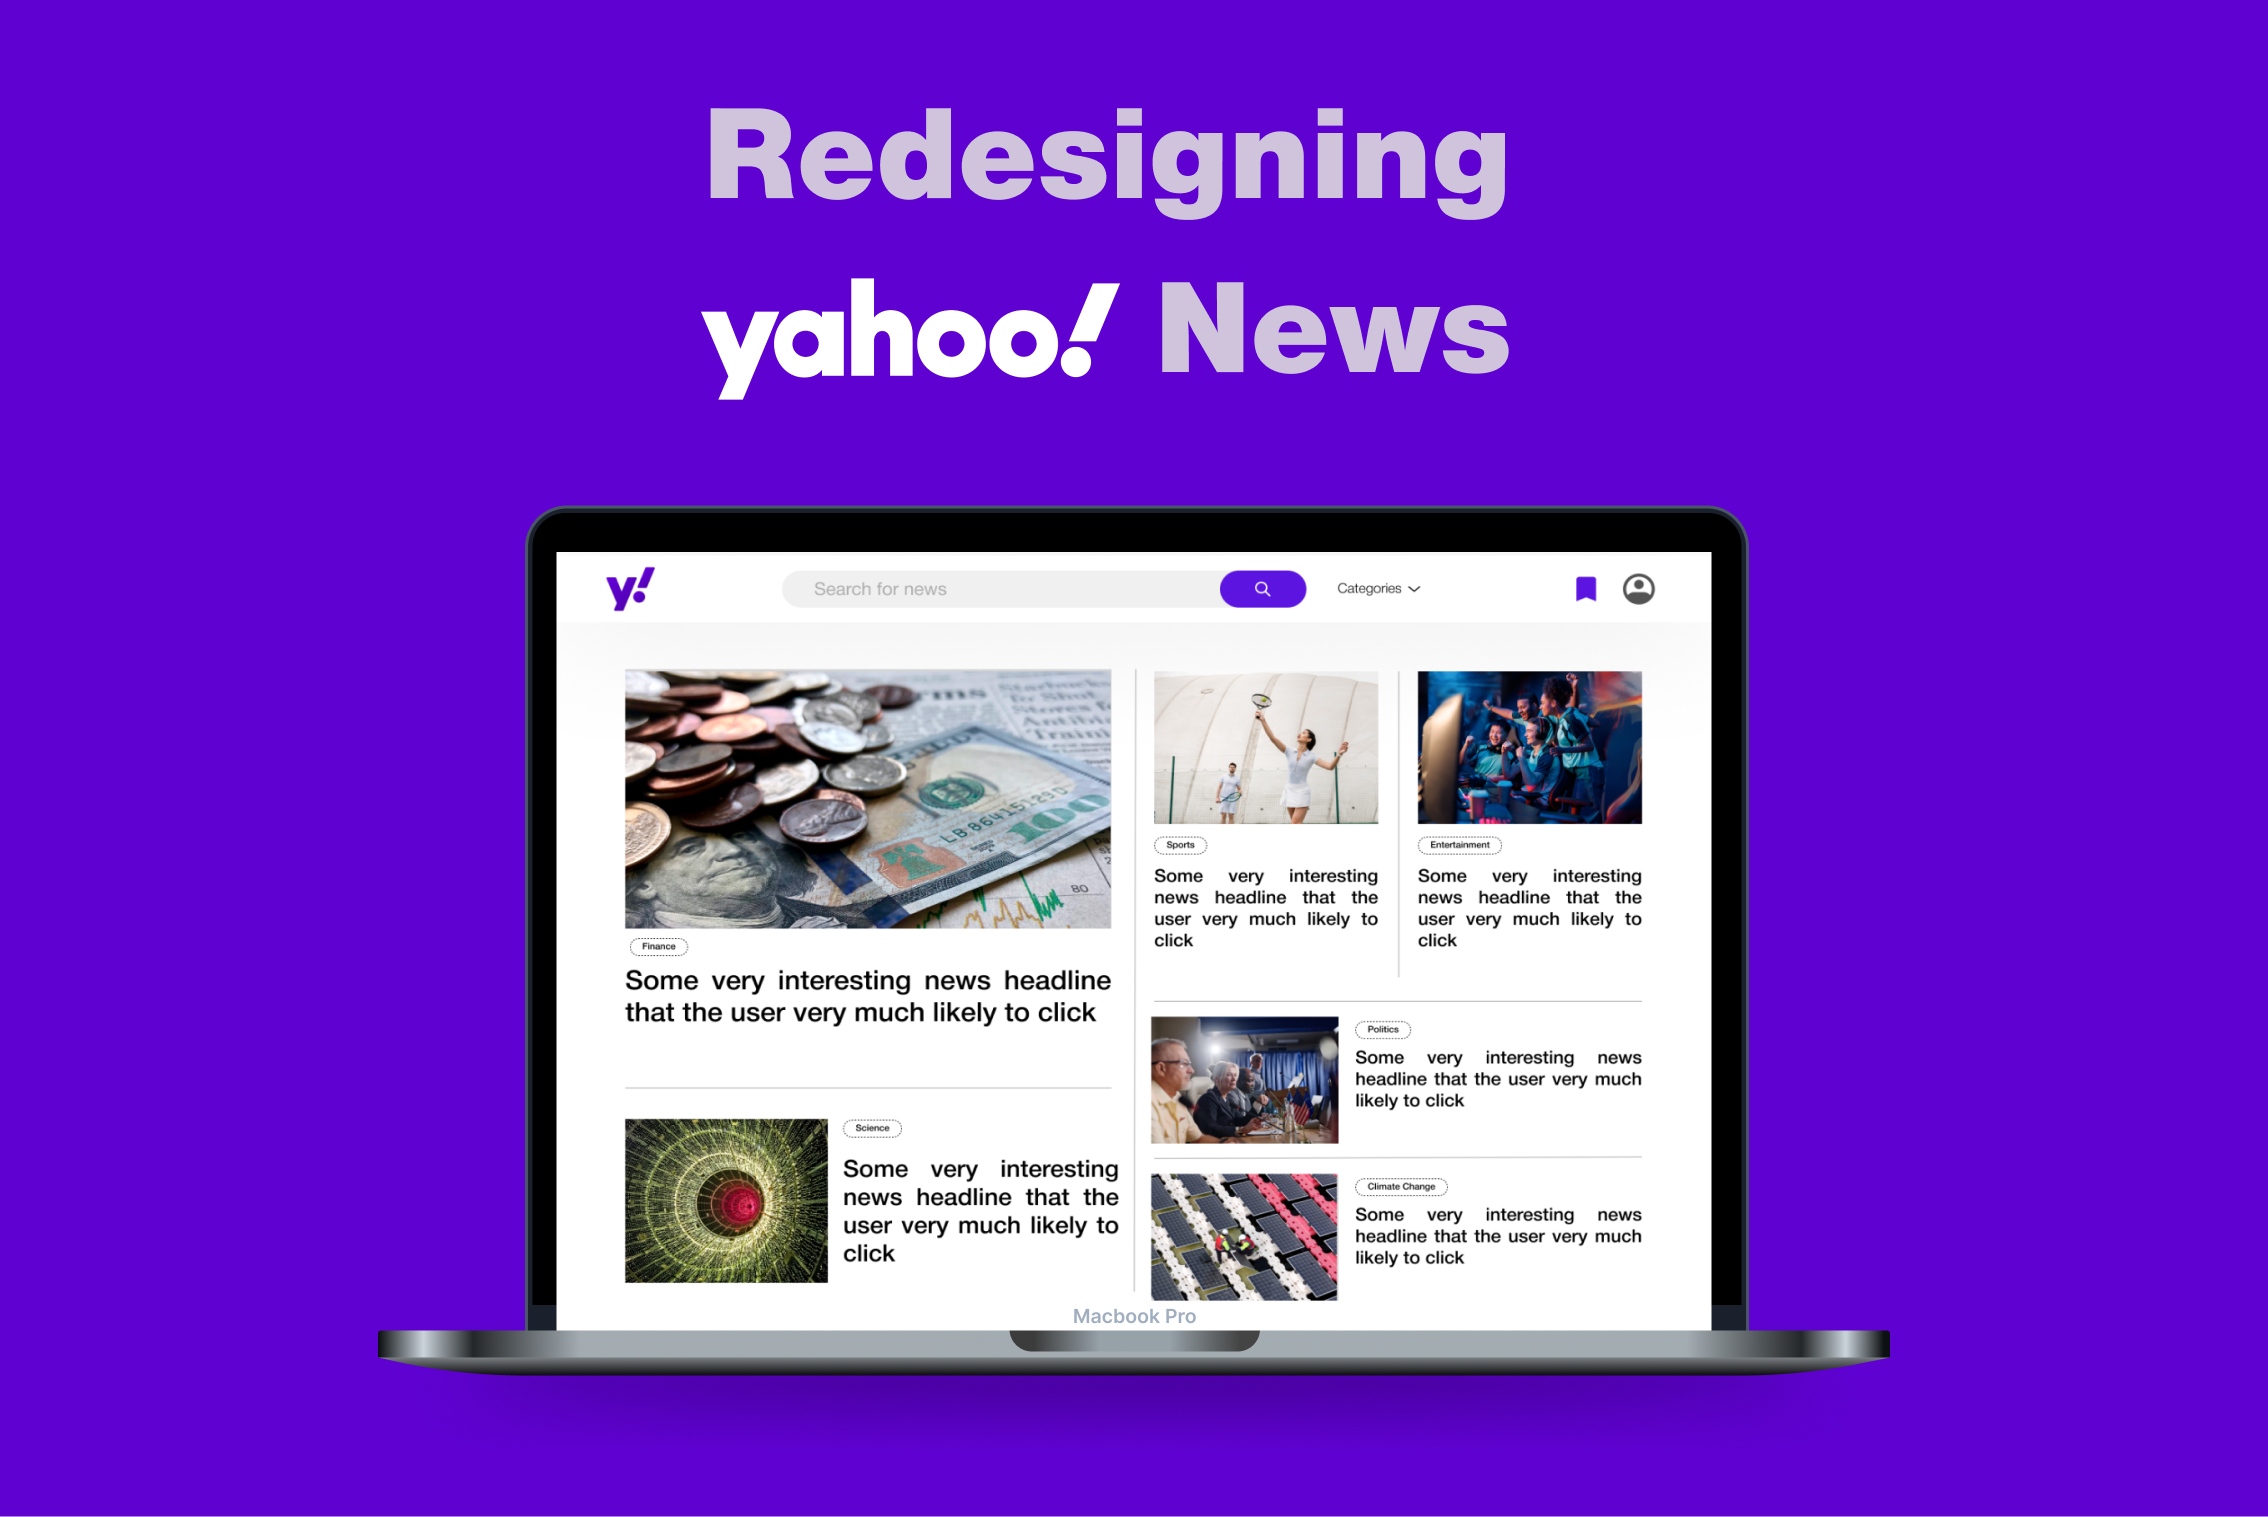 Redesigning
yahoo! News
y!
Search for news
Categories
Finance
Some very interesting news headline
that the user very much likely to click
Science
Some very interesting
news headline that the
user very much likely to
click
Sports
Some very interesting
news headline that the
user very much likely to
click
Entertainment
Some very interesting
news headline that the
user very much likely to
click
Politics
Some very interesting news
headline that the user very much
likely to click
Climate Change
Some very interesting news
headline that the user very much
likely to click
LB86415129D
100
80
Macbook Pro